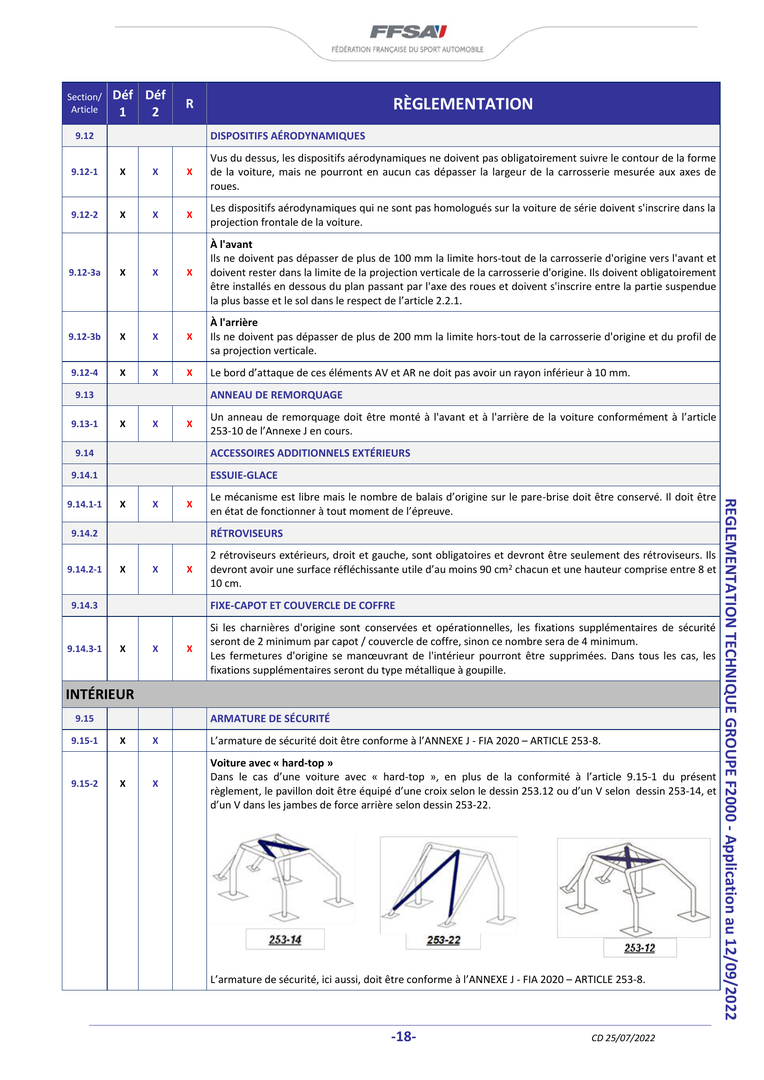 FFSA
FÉDÉRATION FRANÇAISE DU SPORT AUTOMOBILE
Section/ Article Déf 1 Déf 2 R RÈGLEMENTATION
9.12 DISPOSITIFS AÉRODYNAMIQUES
9.12-1 X X X Vus du dessus, les dispositifs aérodynamiques ne doivent pas obligatoirement suivre le contour de la forme
de la voiture, mais ne pourront en aucun cas dépasser la largeur de la carrosserie mesurée aux axes de
roues.
9.12-2 X X X Les dispositifs aérodynamiques qui ne sont pas homologués sur la voiture de série doivent s'inscrire dans la
projection frontale de la voiture.
À l'avant
9.12-3a X X X Ils ne doivent pas dépasser de plus de 100 mm la limite hors-tout de la carrosserie d'origine vers l'avant et
doivent rester dans la limite de la projection verticale de la carrosserie d'origine. Ils doivent obligatoirement
être installés en dessous du plan passant par l'axe des roues et doivent s'inscrire entre la partie suspendue
la plus basse et le sol dans le respect de l’article 2.2.1.
À l'arrière
9.12-3b X X X Ils ne doivent pas dépasser de plus de 200 mm la limite hors-tout de la carrosserie d'origine et du profil de
sa projection verticale.
9.12-4 X X X Le bord d’attaque de ces éléments AV et AR ne doit pas avoir un rayon inférieur à 10 mm.
9.13 ANNEAU DE REMORQUAGE
9.13-1 X X X Un anneau de remorquage doit être monté à l'avant et à l'arrière de la voiture conformément à l’article
253-10 de l’Annexe J en cours.
9.14 ACCESSOIRES ADDITIONNELS EXTÉRIEURS
9.14.1 ESSUIE-GLACE
9.14.1-1 X X X Le mécanisme est libre mais le nombre de balais d’origine sur le pare-brise doit être conservé. Il doit être
en état de fonctionner à tout moment de l’épreuve.
9.14.2 RÉTROVISEURS
9.14.2-1 X X X 2 rétroviseurs extérieurs, droit et gauche, sont obligatoires et devront être seulement des rétroviseurs. Ils
devront avoir une surface réfléchissante utile d’au moins 90 cm² chacun et une hauteur comprise entre 8 et
10 cm.
9.14.3 FIXE-CAPOT ET COUVERCLE DE COFFRE
9.14.3-1 X X X Si les charnières d'origine sont conservées et opérationnelles, les fixations supplémentaires de sécurité
seront de 2 minimum par capot / couvercle de coffre, sinon ce nombre sera de 4 minimum.
Les fermetures d'origine se manœuvrant de l'intérieur pourront être supprimées. Dans tous les cas, les
fixations supplémentaires seront du type métallique à goupille.
INTÉRIEUR
9.15 ARMATURE DE SÉCURITÉ
9.15-1 X X L’armature de sécurité doit être conforme à l’ANNEXE J - FIA 2020 – ARTICLE 253-8.
Voiture avec « hard-top »
9.15-2 X X Dans le cas d’une voiture avec « hard-top », en plus de la conformité à l’article 9.15-1 du présent
règlement, le pavillon doit être équipé d’une croix selon le dessin 253.12 ou d’un V selon dessin 253-14, et
d’un V dans les jambes de force arrière selon dessin 253-22.
253-14 253-22 253-12
L’armature de sécurité, ici aussi, doit être conforme à l’ANNEXE J - FIA 2020 – ARTICLE 253-8.
REGLEMENTATION TECHNIQUE GROUPE F2000 - Application au 12/09/2022
-18- CD 25/07/2022